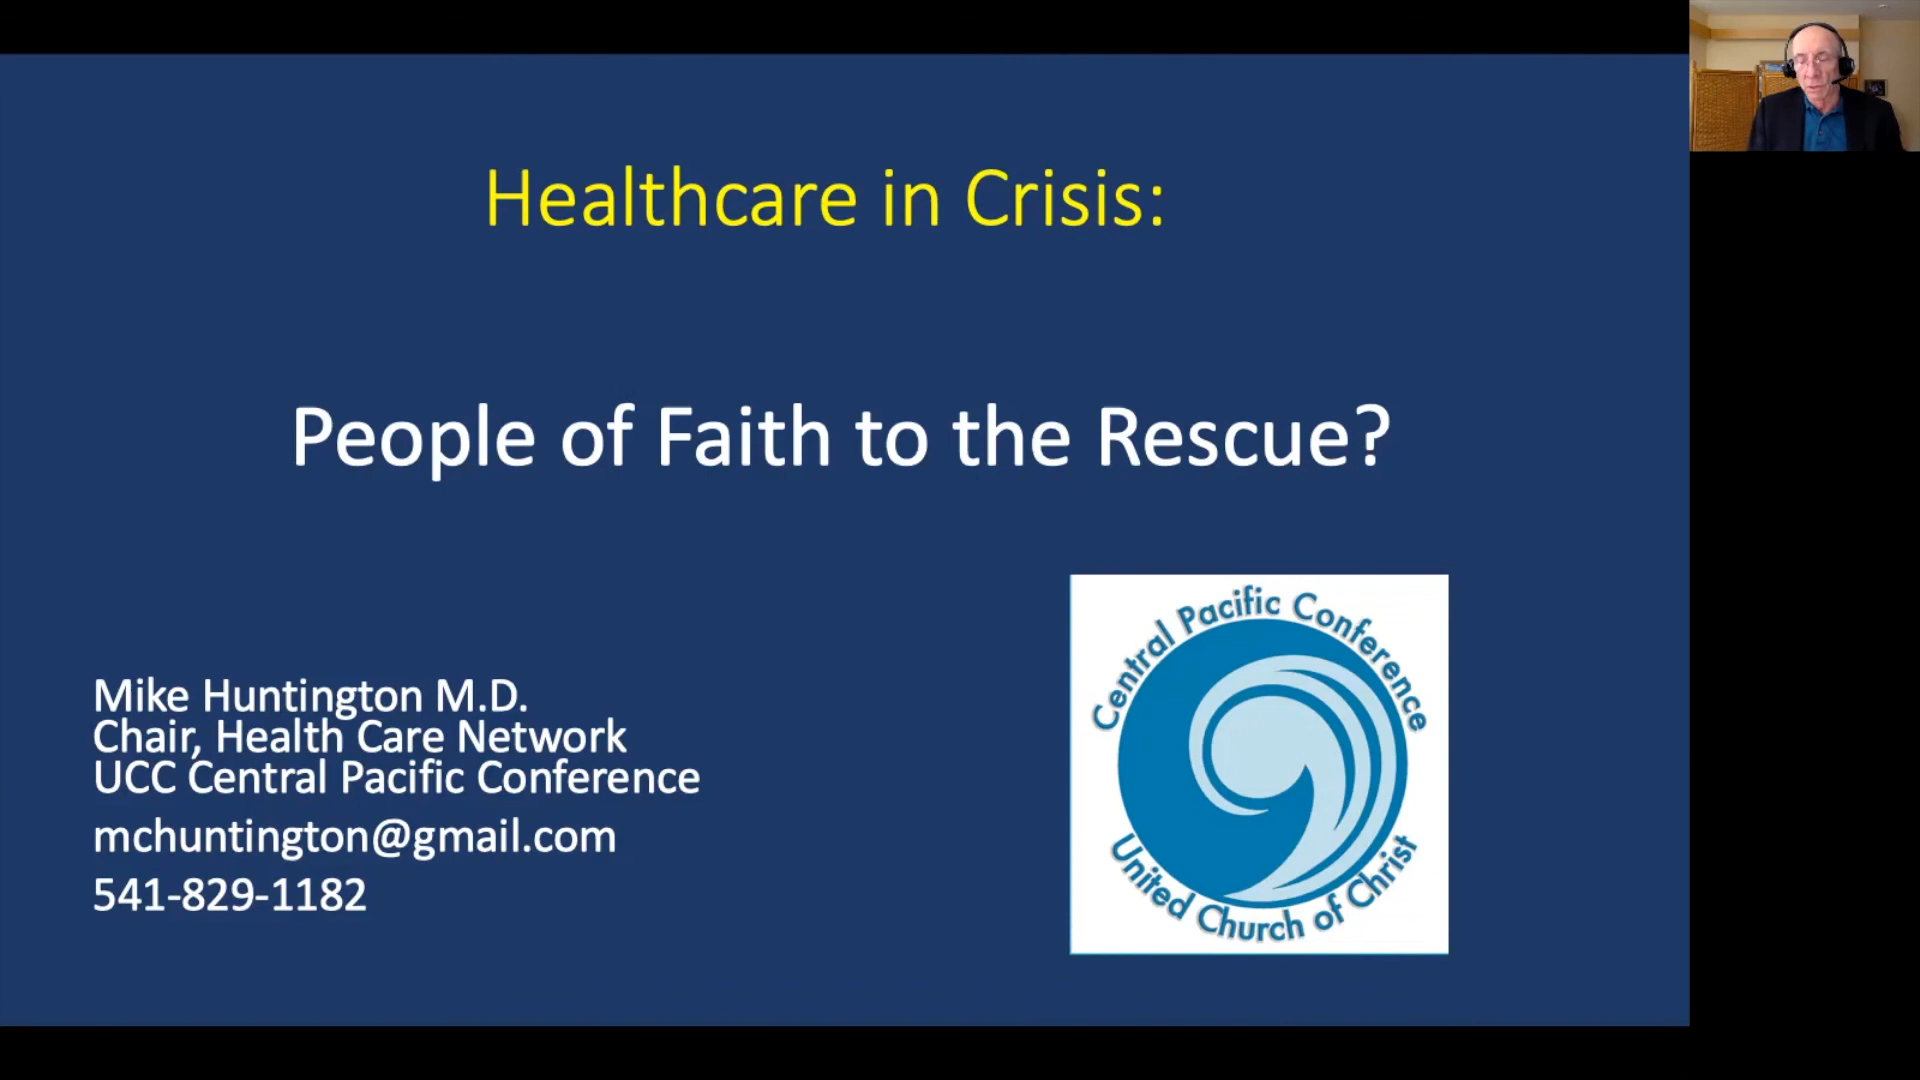 Healthcare in Crisis:
People of Faith to the Rescue?
Mike Huntington M.D.
Chair, Health Care Network
UCC Central Pacific Conference
mchuntington@gmail.com
541-829-1182
Central Pacific Conference
United Church of Christ